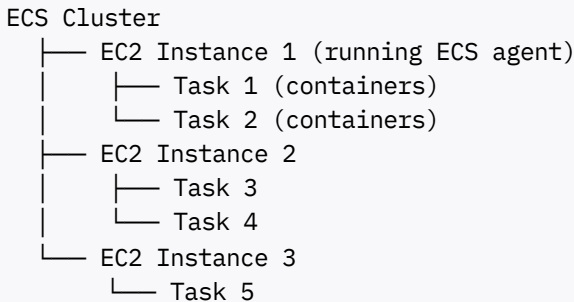 ECS Cluster
├── EC2 Instance 1 (running ECS agent)
│   ├── Task 1 (containers)
│   └── Task 2 (containers)
├── EC2 Instance 2
│   ├── Task 3
│   └── Task 4
└── EC2 Instance 3
    └── Task 5